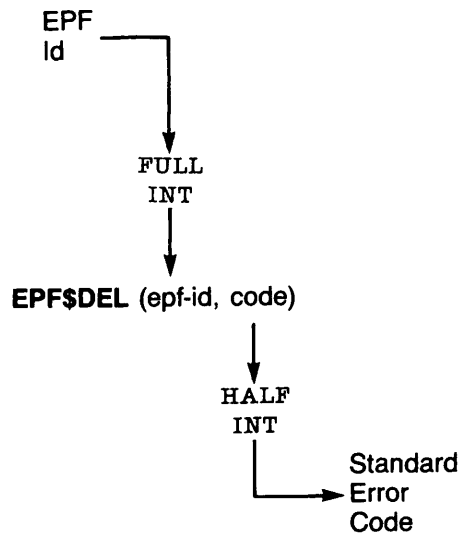 EPF
Id
FULL
INT
EPF$DEL (epf-id, code)
HALF
INT
Standard
Error
Code